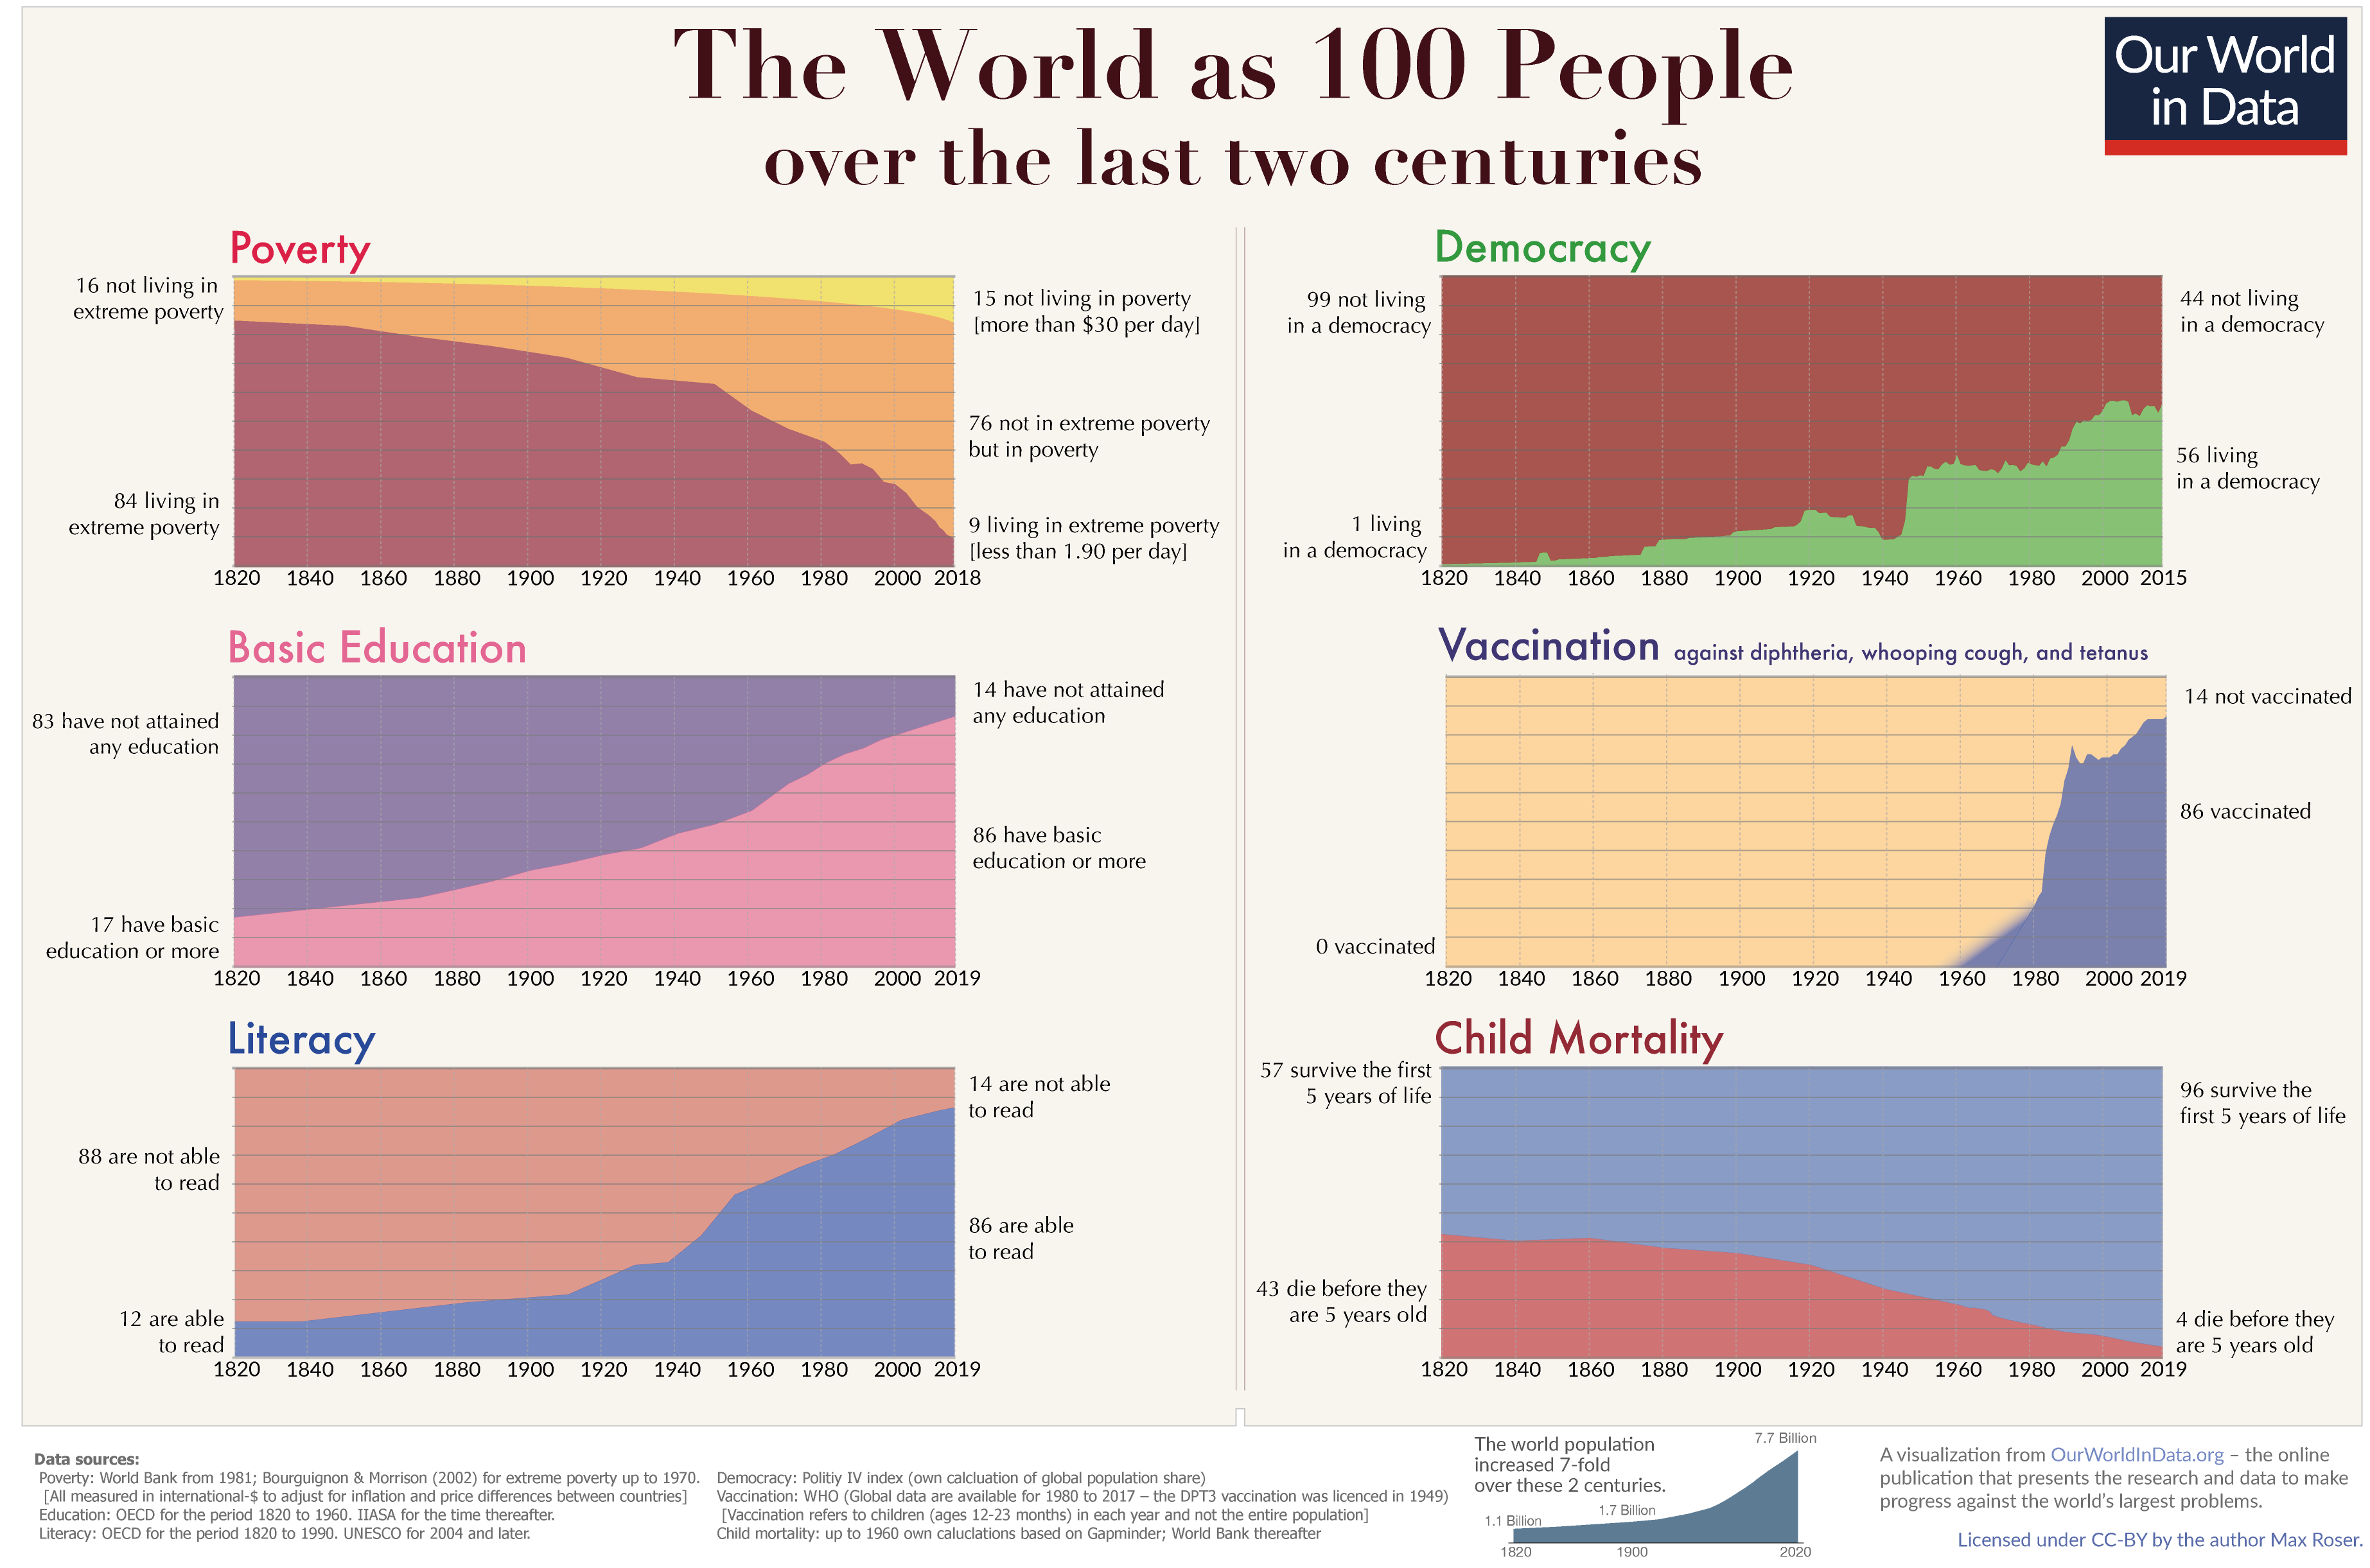 The World as 100 People
over the last two centuries
Our World
in Data
Poverty
16 not living in
extreme poverty
84 living in
extreme poverty
15 not living in poverty
[more than $30 per day]
76 not in extreme poverty
but in poverty
9 living in extreme poverty
[less than 1.90 per day]
1820 1840 1860 1880 1900 1920 1940 1960 1980 2000 2018
Democracy
99 not living
in a democracy
1 living
in a democracy
44 not living
in a democracy
56 living
in a democracy
1820 1840 1860 1880 1900 1920 1940 1960 1980 2000 2015
Basic Education
83 have not attained
any education
17 have basic
education or more
14 have not attained
any education
86 have basic
education or more
1820 1840 1860 1880 1900 1920 1940 1960 1980 2000 2019
Vaccination against diphtheria, whooping cough, and tetanus
0 vaccinated
14 not vaccinated
86 vaccinated
1820 1840 1860 1880 1900 1920 1940 1960 1980 2000 2019
Literacy
88 are not able
to read
12 are able
to read
14 are not able
to read
86 are able
to read
1820 1840 1860 1880 1900 1920 1940 1960 1980 2000 2019
Child Mortality
57 survive the first
5 years of life
43 die before they
are 5 years old
96 survive the
first 5 years of life
4 die before they
are 5 years old
1820 1840 1860 1880 1900 1920 1940 1960 1980 2000 2019
Data sources:
Poverty: World Bank from 1981; Bourguignon & Morrison (2002) for extreme poverty up to 1970.
[All measured in international-$ to adjust for inflation and price differences between countries]
Education: OECD for the period 1820 to 1960. IIASA for the time thereafter.
Literacy: OECD for the period 1820 to 1990. UNESCO for 2004 and later.
Democracy: Politiy IV index (own calcluation of global population share)
Vaccination: WHO (Global data are available for 1980 to 2017 – the DPT3 vaccination was licenced in 1949)
[Vaccination refers to children (ages 12-23 months) in each year and not the entire population]
Child mortality: up to 1960 own caluclations based on Gapminder; World Bank thereafter
The world population
increased 7-fold
over these 2 centuries.
1.1 Billion
1.7 Billion
7.7 Billion
1820 1900 2020
A visualization from OurWorldInData.org – the online
publication that presents the research and data to make
progress against the world's largest problems.
Licensed under CC-BY by the author Max Roser.